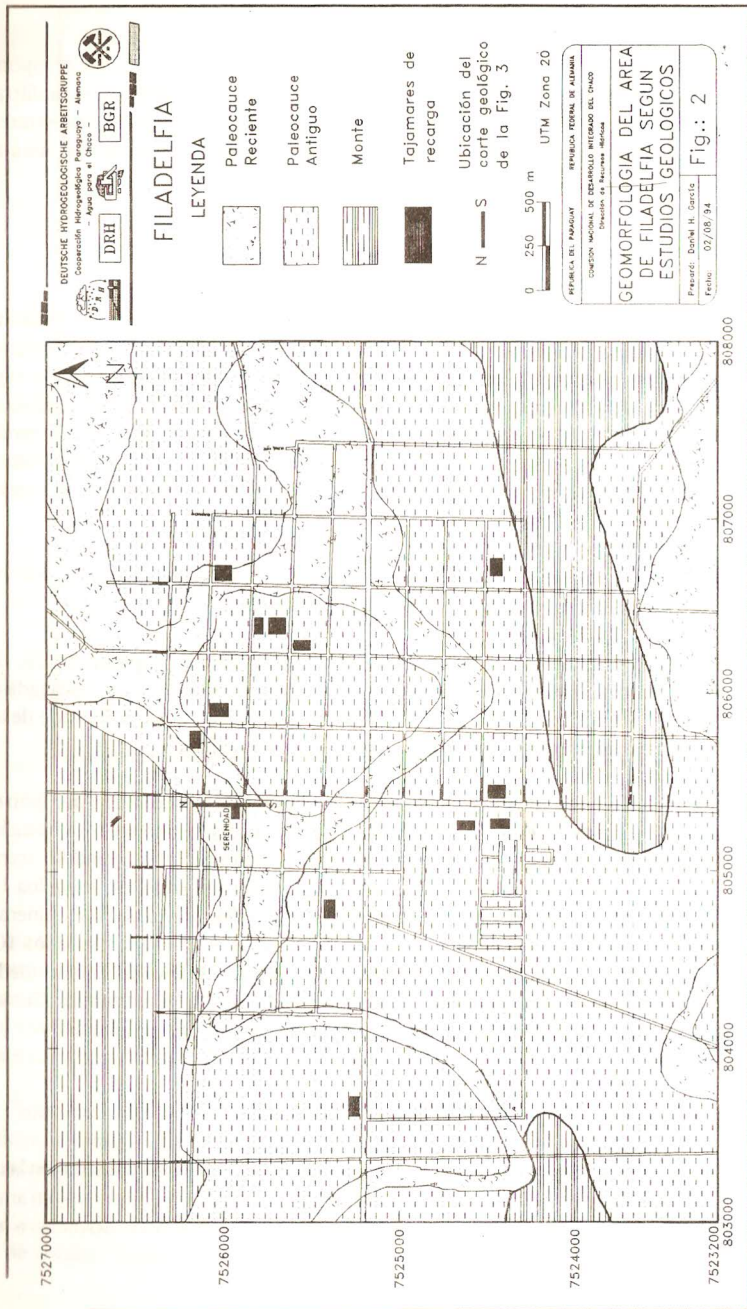 DEUTSCHE HYDROGEOLOGISCHE ARBEITSGRUPPE
Cooperación Hidrogeológica Paraguayo - Alemana
- Agua para el Chaco -
DRH
BGR
FILADELFIA
LEYENDA
Paleocauce
Reciente
Paleocauce
Antiguo
Monte
Tajamares de
recarga
N S
Ubicación del
corte geológico
de la Fig. 3
0 250 500 m
UTM Zona 20
REPUBLICA DEL PARAGUAY REPUBLICA FEDERAL DE ALEMANIA
COMISION NACIONAL DE DESARROLLO INTEGRADO DEL CHACO
Dirección de Recursos Hídricos
GEOMORFOLOGIA DEL AREA
DE FILADELFIA SEGUN
ESTUDIOS GEOLOGICOS
Preparó: Daniel H. García
Fecha: 02/08/94
Fig.: 2
N
N
SERENIDAD
S
7527000
7526000
7525000
7524000
7523200
803000
804000
805000
806000
807000
808000